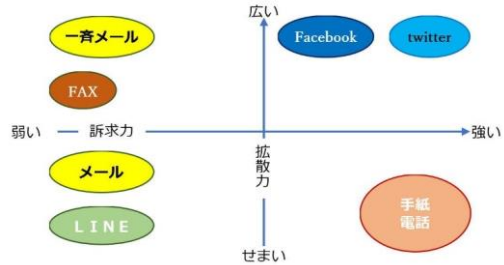 広い
一斉メール
Facebook
twitter
FAX
弱い
訴求力
強い
拡散力
メール
手紙
電話
LINE
せまい